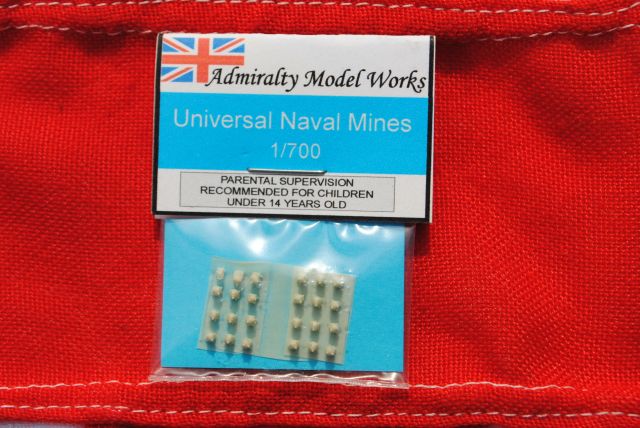 Admiralty Model Works
Universal Naval Mines
1/700
PARENTAL SUPERVISION
RECOMMENDED FOR CHILDREN
UNDER 14 YEARS OLD